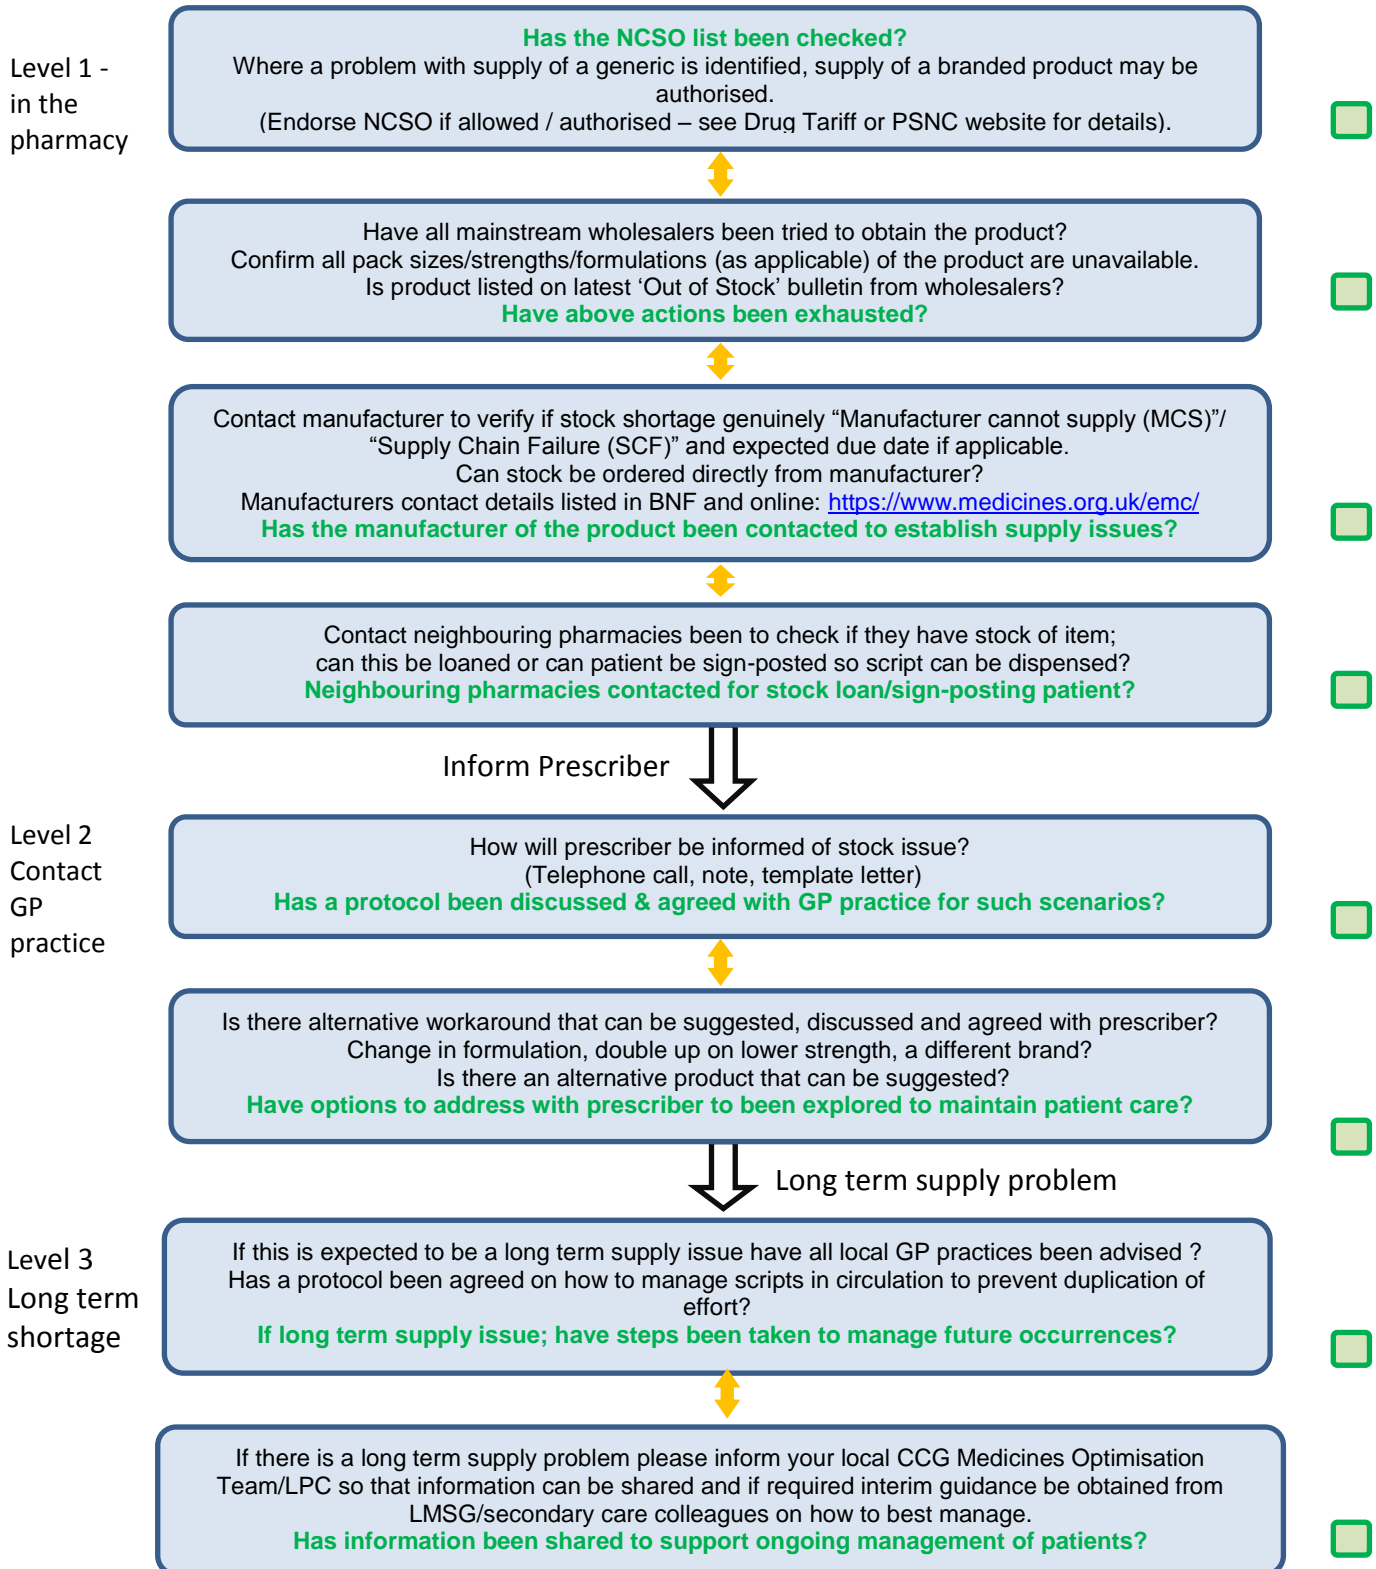 Level 1 -
in the
pharmacy
Has the NCSO list been checked?
Where a problem with supply of a generic is identified, supply of a branded product may be
authorised.
(Endorse NCSO if allowed / authorised – see Drug Tariff or PSNC website for details).
Have all mainstream wholesalers been tried to obtain the product?
Confirm all pack sizes/strengths/formulations (as applicable) of the product are unavailable.
Is product listed on latest ‘Out of Stock’ bulletin from wholesalers?
Have above actions been exhausted?
Contact manufacturer to verify if stock shortage genuinely “Manufacturer cannot supply (MCS)”/
“Supply Chain Failure (SCF)” and expected due date if applicable.
Can stock be ordered directly from manufacturer?
Manufacturers contact details listed in BNF and online: https://www.medicines.org.uk/emc/
Has the manufacturer of the product been contacted to establish supply issues?
Contact neighbouring pharmacies been to check if they have stock of item;
can this be loaned or can patient be sign-posted so script can be dispensed?
Neighbouring pharmacies contacted for stock loan/sign-posting patient?
Inform Prescriber
Level 2
Contact
GP
practice
How will prescriber be informed of stock issue?
(Telephone call, note, template letter)
Has a protocol been discussed & agreed with GP practice for such scenarios?
Is there alternative workaround that can be suggested, discussed and agreed with prescriber?
Change in formulation, double up on lower strength, a different brand?
Is there an alternative product that can be suggested?
Have options to address with prescriber to been explored to maintain patient care?
Long term supply problem
Level 3
Long term
shortage
If this is expected to be a long term supply issue have all local GP practices been advised ?
Has a protocol been agreed on how to manage scripts in circulation to prevent duplication of
effort?
If long term supply issue; have steps been taken to manage future occurrences?
If there is a long term supply problem please inform your local CCG Medicines Optimisation
Team/LPC so that information can be shared and if required interim guidance be obtained from
LMSG/secondary care colleagues on how to best manage.
Has information been shared to support ongoing management of patients?